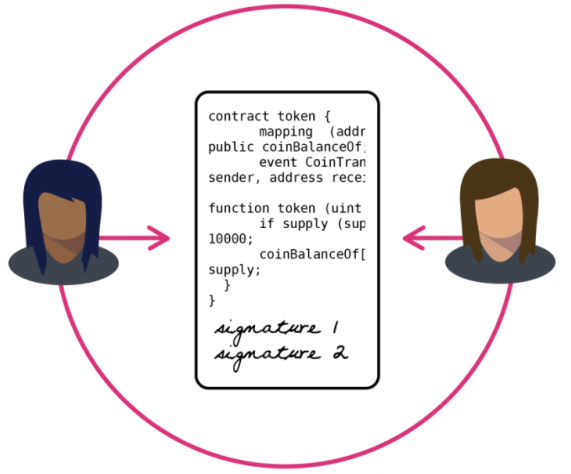 contract token {
mapping (addr
public coinBalanceOf;
event CoinTran
sender, address recei
function token (uint
if supply (sup
10000;
coinBalanceOf[
supply;
}
}
signature 1
signature 2